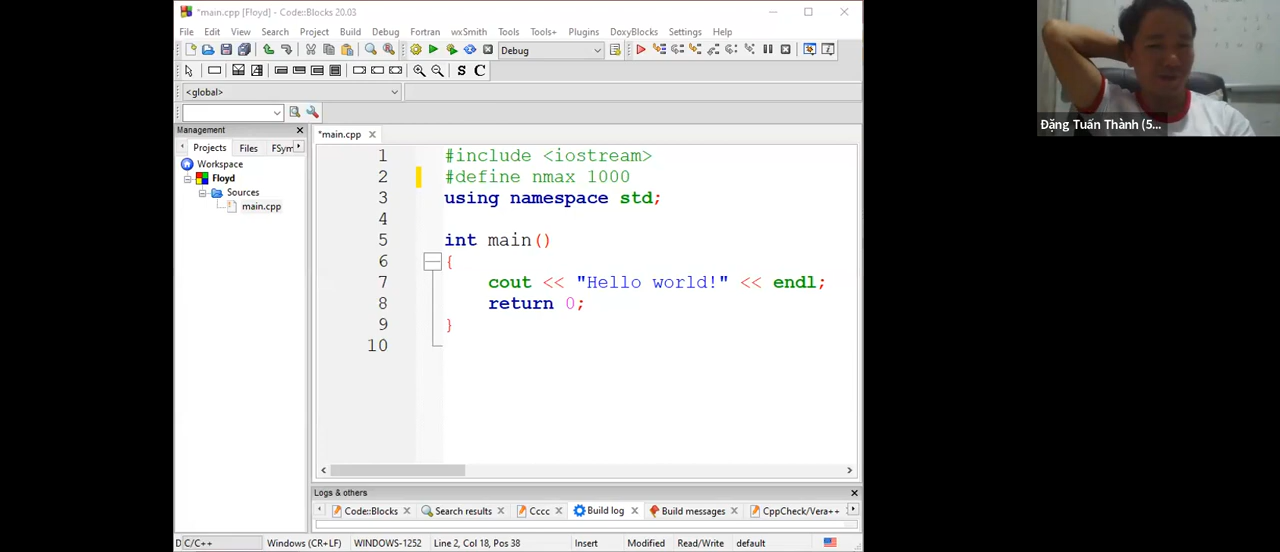 *main.cpp [Floyd] - Code::Blocks 20.03
File Edit View Search Project Build Debug Fortran wxSmith Tools Tools+ Plugins DoxyBlocks Settings Help
Debug
S C
<global>
Management
Projects Files FSym
Workspace
Floyd
Sources
main.cpp
*main.cpp
1 #include <iostream>
2 #define nmax 1000
3 using namespace std;
4
5 int main()
6 {
7 cout << "Hello world!" << endl;
8 return 0;
9 }
10
Logs & others
Code::Blocks Search results Cccc Build log Build messages CppCheck/Vera++
C/C++ Windows (CR+LF) WINDOWS-1252 Line 2, Col 18, Pos 38 Insert Modified Read/Write default
Đặng Tuấn Thành (5...